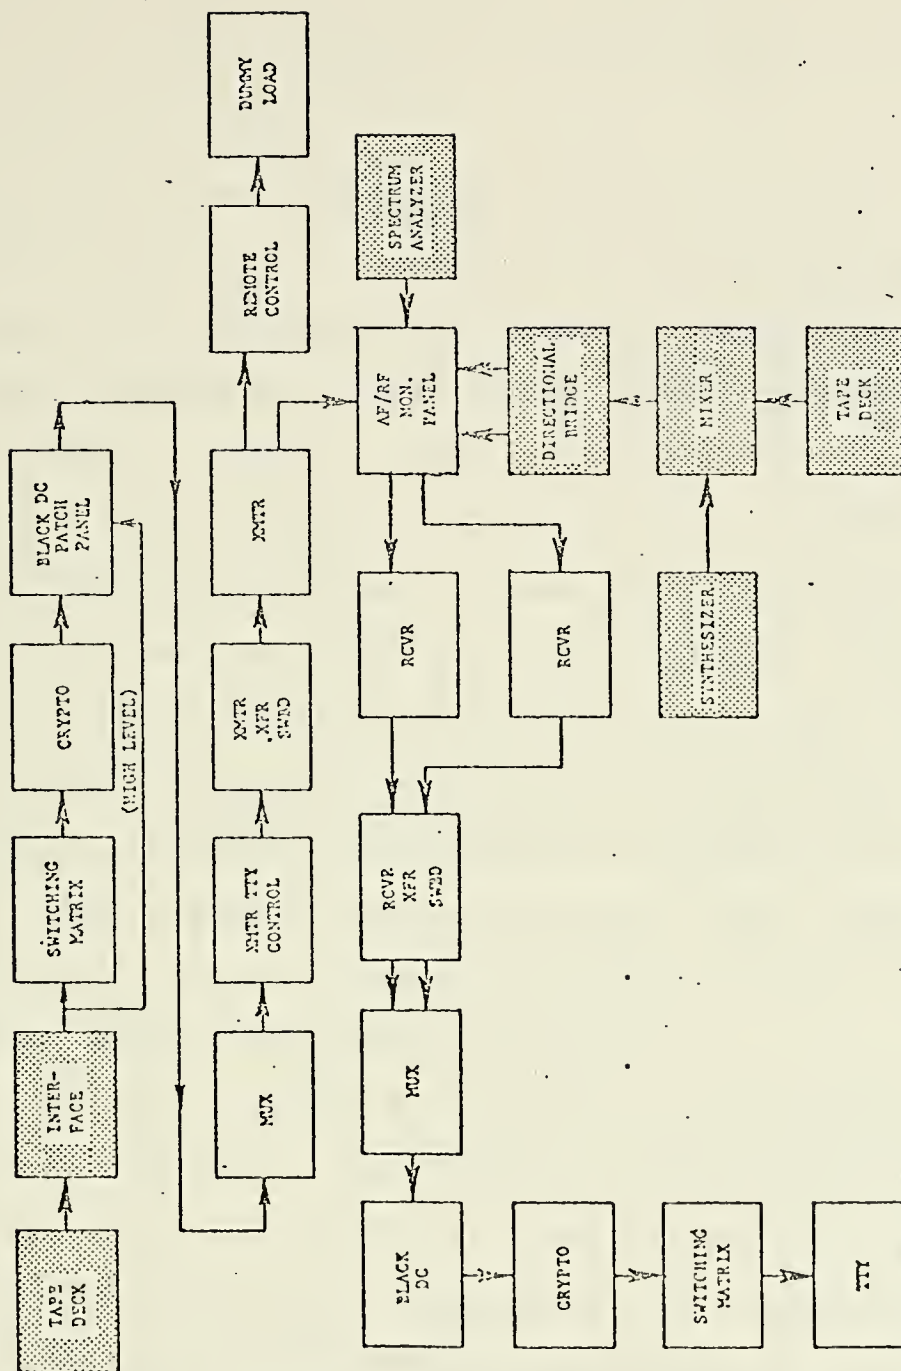 TAPE
DECK
INTER-
FACE
SWITCHING
MATRIX
CRYPTO
BLACK DC
PATCH
PANEL
(HIGH LEVEL)
MUX
XMTR TTY
CONTROL
XMTR
.XFR
SWBD
XMTR
REMOTE
CONTROL
DUMMY
LOAD
BLACK
DC
MUX
RCVR
XFR
SWBD
RCVR
AF/RF
MON.
PANEL
SPECTRUM
ANALYZER
CRYPTO
RCVR
DIRECTIONAL
BRIDGE
SWITCHING
MATRIX
SYNTHESIZER
MIXER
TTY
TAPE
DECK